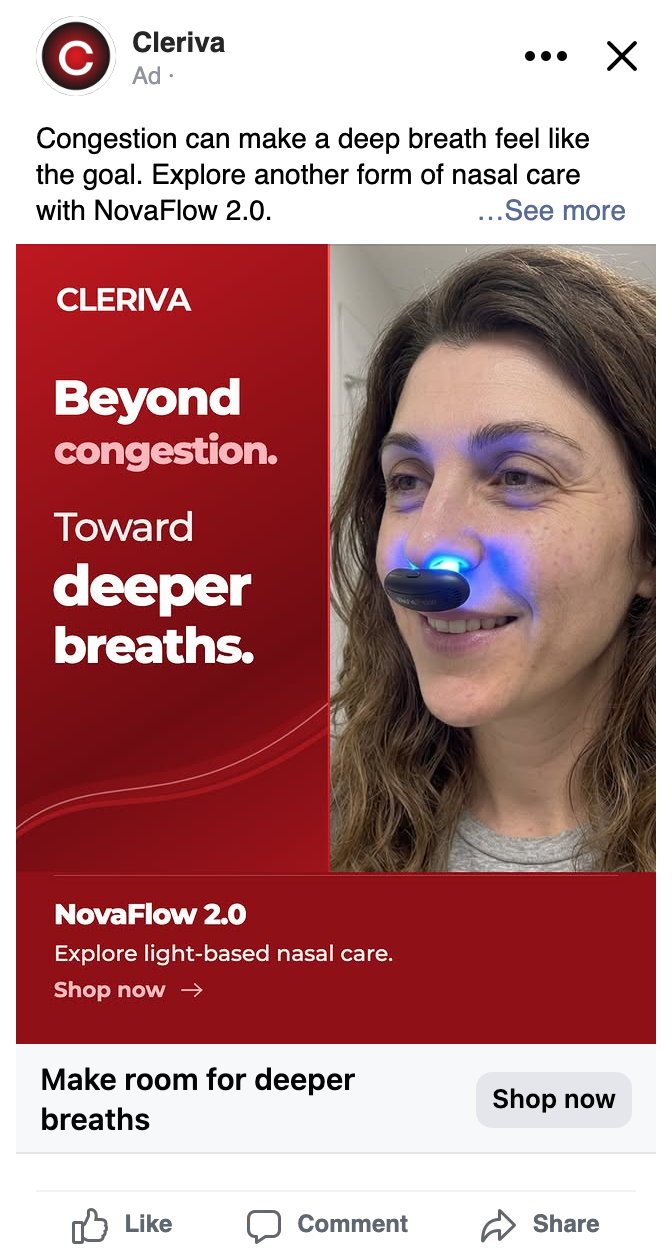 C
Cleriva
Ad ·
Congestion can make a deep breath feel like
the goal. Explore another form of nasal care
with NovaFlow 2.0.
...See more
CLERIVA
Beyond
congestion.
Toward
deeper
breaths.
NovaFlow 2.0
Explore light-based nasal care.
Shop now →
Make room for deeper
breaths
Shop now
Like
Comment
Share